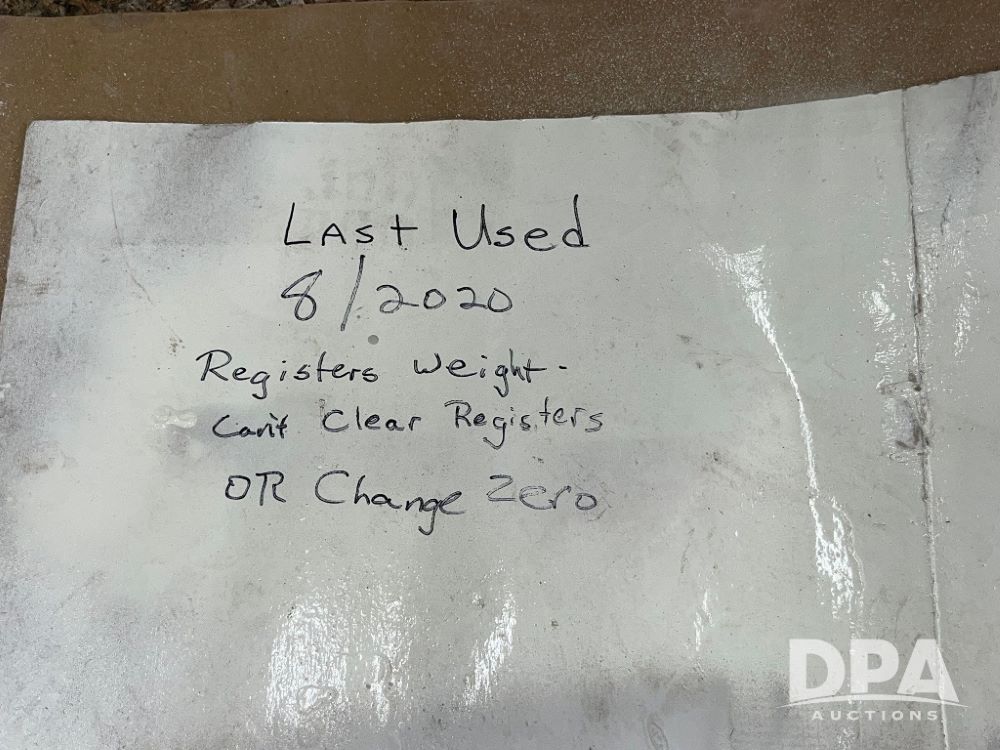 Last Used
8/2020
Registers Weight -
Can't Clear Registers
OR Change Zero
DPA
AUCTIONS